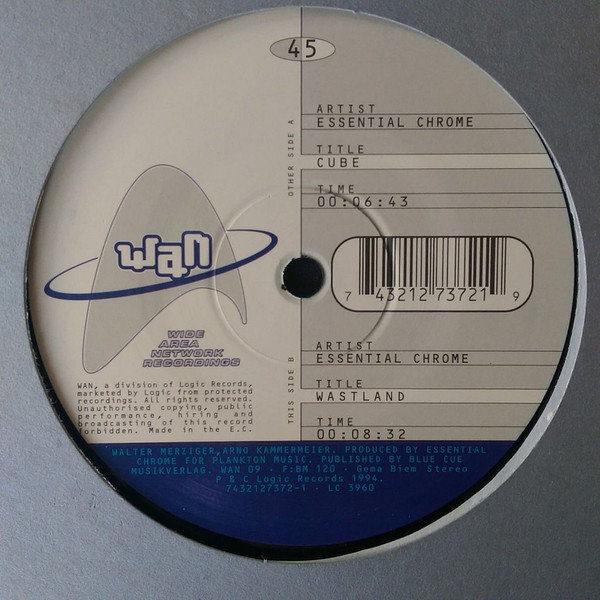 45
OTHER SIDE A
ARTIST
ESSENTIAL CHROME
TITLE
CUBE
TIME
00:06:43
wan
WIDE
AREA
NETWORK
RECORDINGS
7 43212 73721 9
THIS SIDE B
ARTIST
ESSENTIAL CHROME
TITLE
WASTLAND
TIME
00:08:32
WAN, a division of Logic Records,
marketed by Logic from protected
recordings. All rights reserved.
Unauthorised copying, public
performance, hiring and
broadcasting of this record
forbidden. Made in the E.C.
WALTER MERZIGER,ARNO KAMMERMEIER. PRODUCED BY ESSENTIAL
CHROME FOR PLANKTON MUSIC. PUBLISHED BY BLUE CUE
MUSIKVERLAG. WAN 09 · F:BM 120 · Gema Biem Stereo
P & C Logic Records 1994.
7432127372-1 · LC 3960